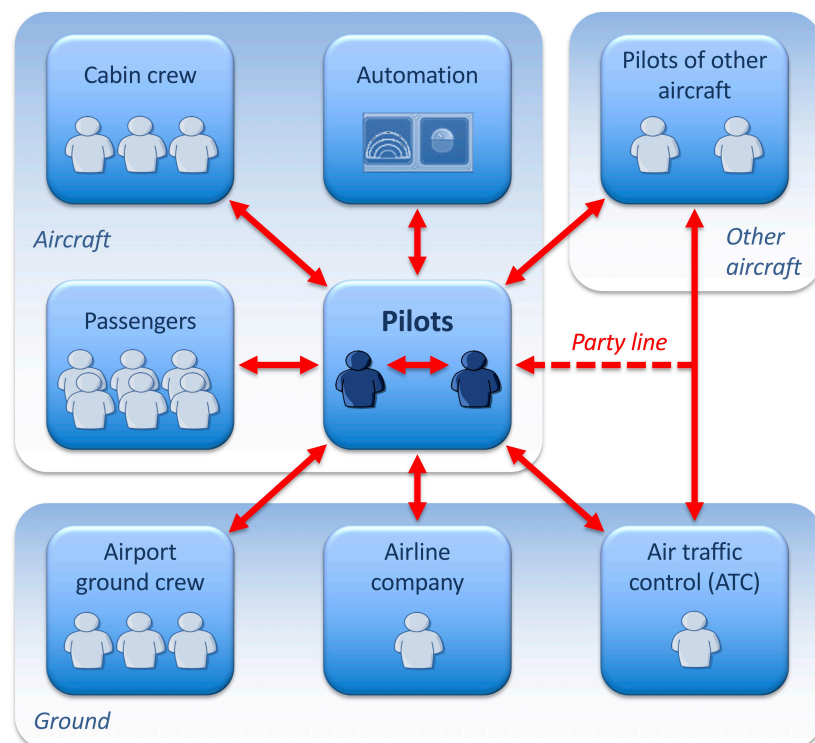 Cabin crew
Automation
Pilots of other
aircraft
Aircraft
Other
aircraft
Passengers
Pilots
Party line
Airport
ground crew
Airline
company
Air traffic
control (ATC)
Ground